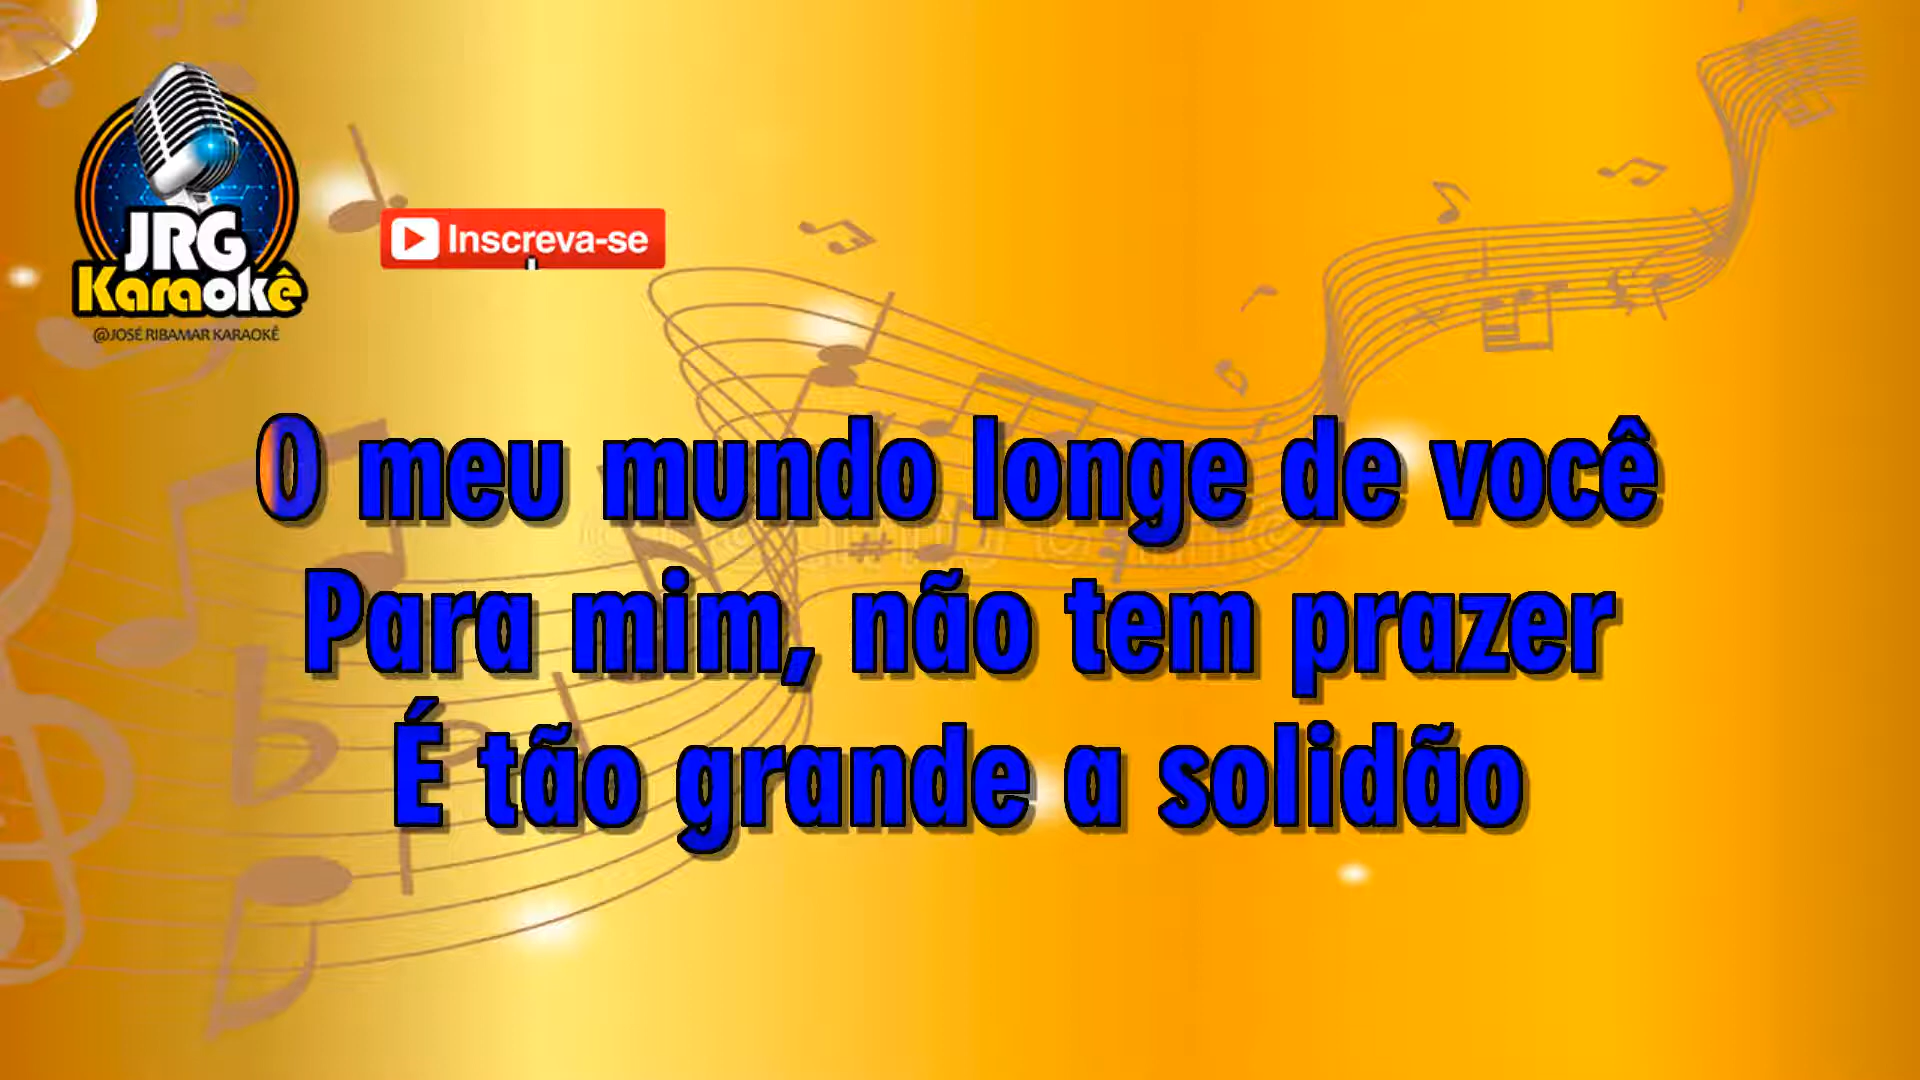 JRG
Karaokê
@JOSÉ RIBAMAR KARAOKÊ
Inscreva-se
O meu mundo longe de você
Para mim, não tem prazer
É tão grande a solidão